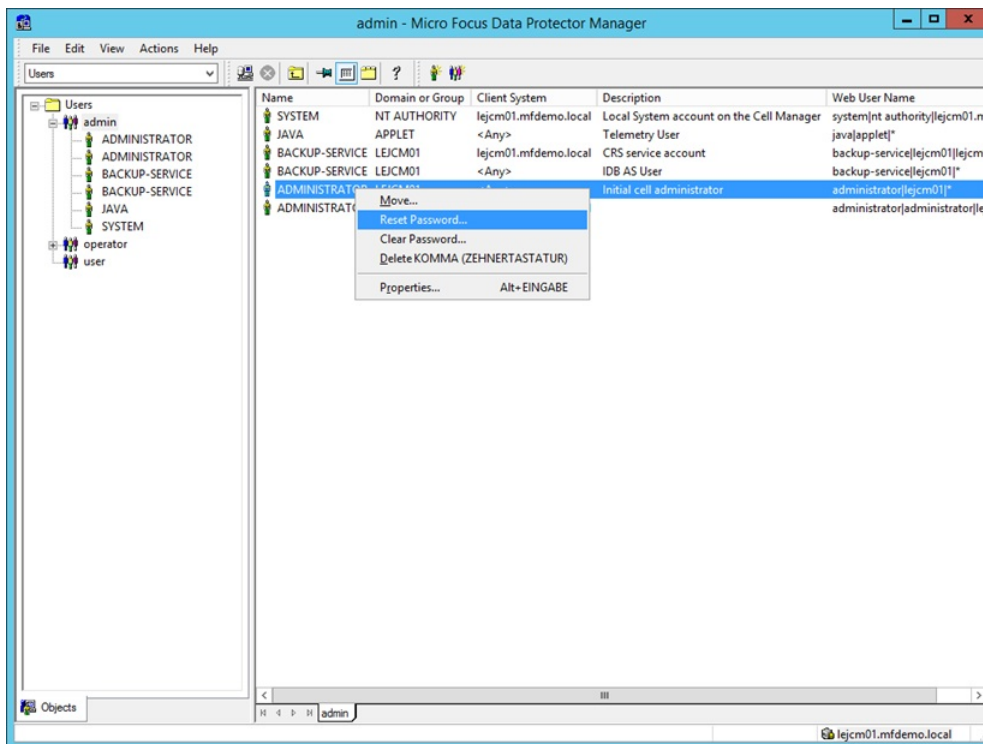 admin - Micro Focus Data Protector Manager
File Edit View Actions Help
Users
Users
admin
ADMINISTRATOR
ADMINISTRATOR
BACKUP-SERVICE
BACKUP-SERVICE
JAVA
SYSTEM
operator
user
Name Domain or Group Client System Description Web User Name
SYSTEM NT AUTHORITY lejcm01.mfdemo.local Local System account on the Cell Manager system|nt authority|lejcm01.n
JAVA APPLET <Any> Telemetry User java|applet|*
BACKUP-SERVICE LEJCM01 lejcm01.mfdemo.local CRS service account backup-service|lejcm01|lejcm
BACKUP-SERVICE LEJCM01 <Any> IDB AS User backup-service|lejcm01|*
ADMINISTRATOR LEJCM01 <Any> Initial cell administrator administrator|lejcm01|*
ADMINISTRATO administrator|administrator|le
Move...
Reset Password...
Clear Password...
Delete KOMMA (ZEHNERTASTATUR)
Properties... Alt+EINGABE
Objects
admin
lejcm01.mfdemo.local